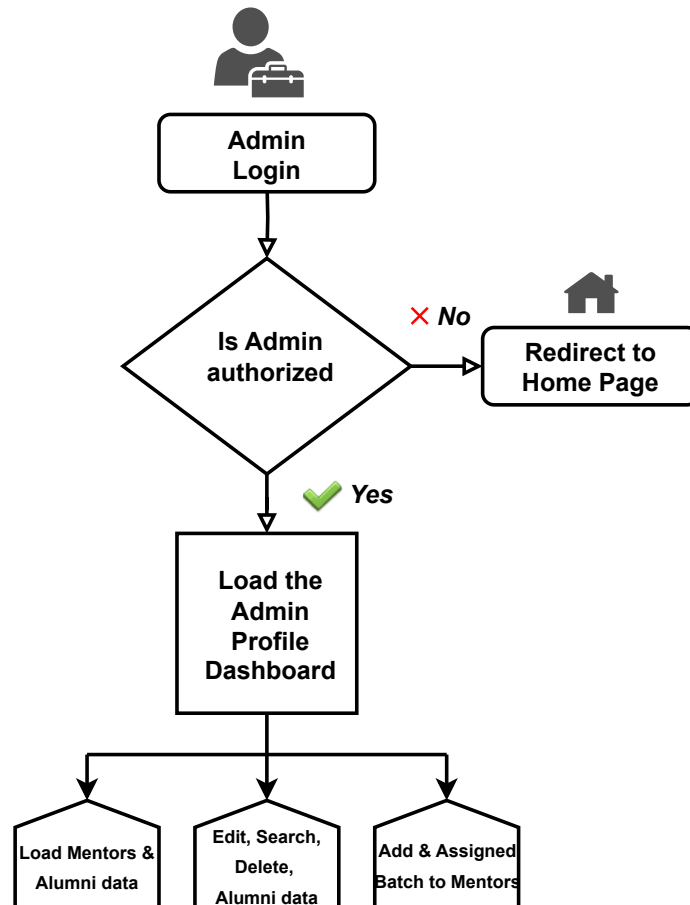 Admin
Login
Is Admin
authorized
No
Redirect to
Home Page
Yes
Load the
Admin
Profile
Dashboard
Load Mentors &
Alumni data
Edit, Search,
Delete,
Alumni data
Add & Assigned
Batch to Mentors